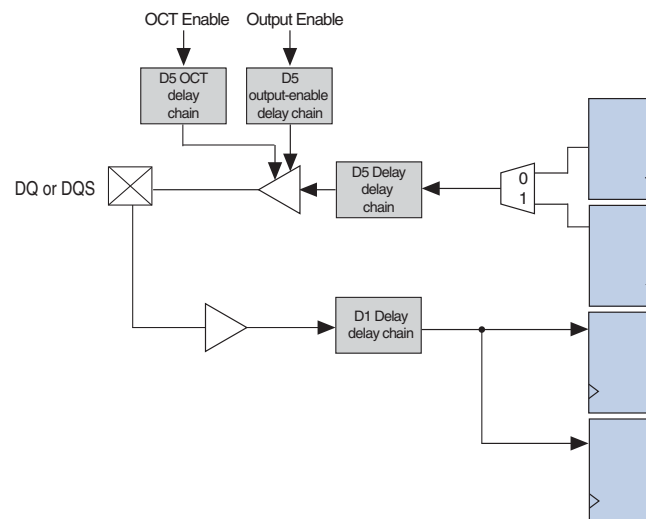 OCT Enable
Output Enable
D5 OCT
delay
chain
D5
output-enable
delay chain
DQ or DQS
D5 Delay
delay
chain
0
1
D1 Delay
delay chain